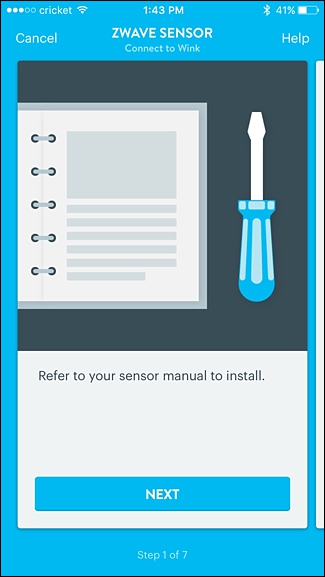 cricket 1:43 PM 41%
Cancel ZWAVE SENSOR Help
Connect to Wink
Refer to your sensor manual to install.
NEXT
Step 1 of 7